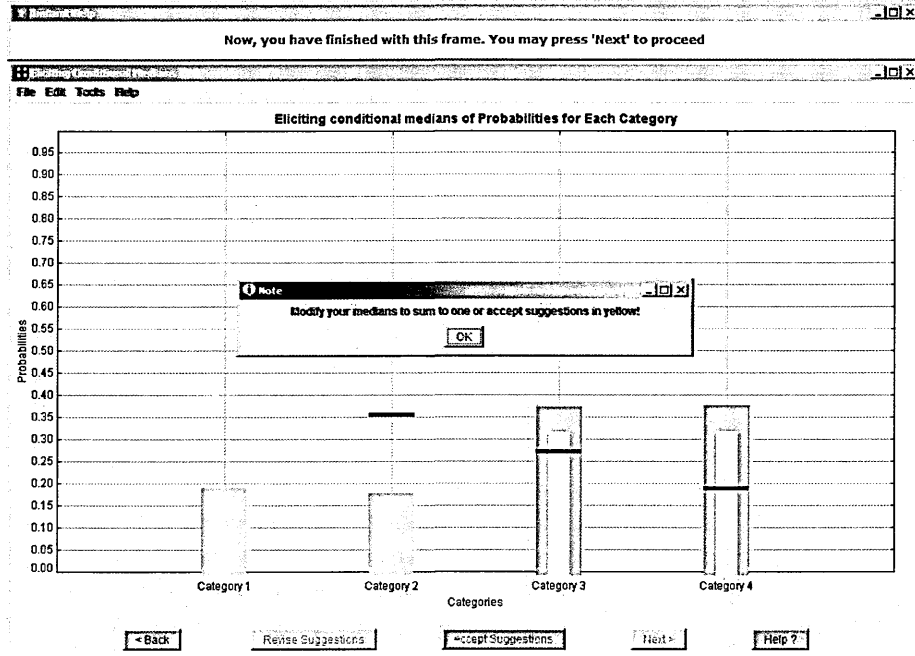 Now, you have finished with this frame. You may press 'Next' to proceed
File Edit Tools Help
Eliciting conditional medians of Probabilities for Each Category
0.95
0.90
0.85
0.80
0.75
0.70
0.65
0.60
0.55
0.50
0.45
0.40
0.35
0.30
0.25
0.20
0.15
0.10
0.05
0.00
Probabilities
Note
Modify your medians to sum to one or accept suggestions in yellow!
OK
Category 1
Category 2
Category 3
Category 4
Categories
< Back
Revise Suggestions
Accept Suggestions
Next >
Help ?